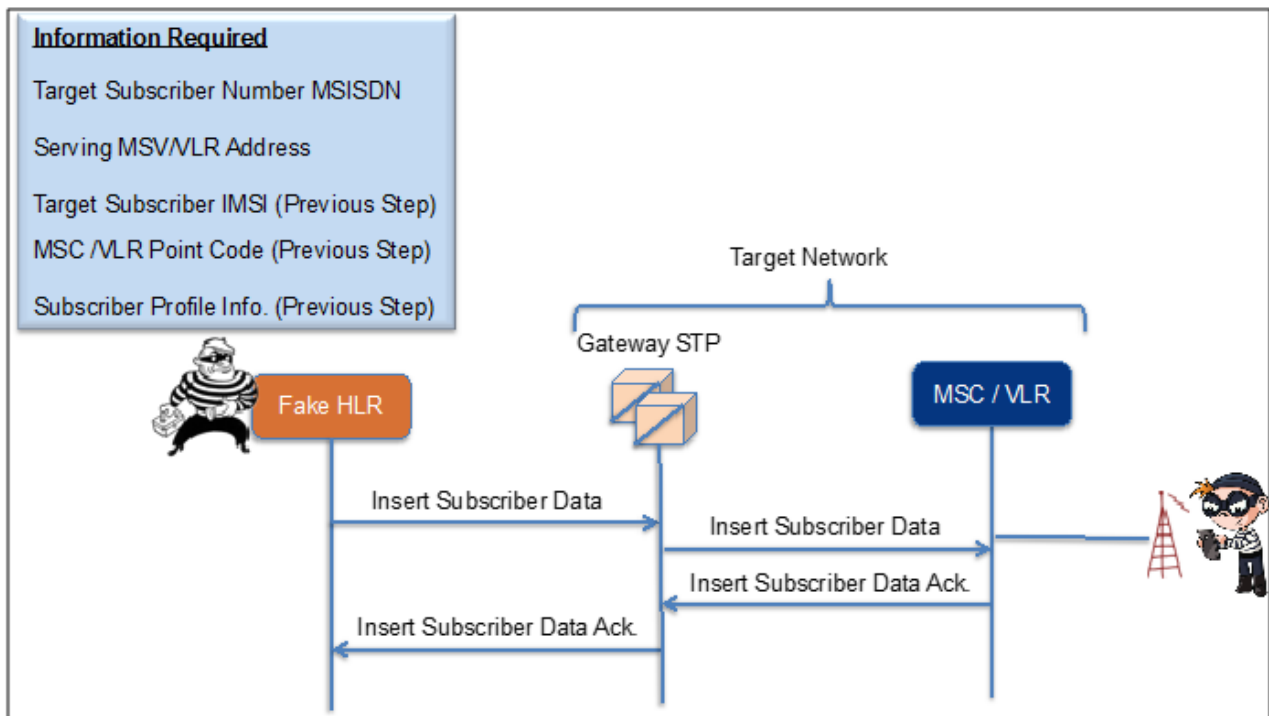 Information Required
Target Subscriber Number MSISDN
Serving MSV/VLR Address
Target Subscriber IMSI (Previous Step)
MSC /VLR Point Code (Previous Step)
Subscriber Profile Info. (Previous Step)
Target Network
Gateway STP
Fake HLR
MSC / VLR
Insert Subscriber Data
Insert Subscriber Data
Insert Subscriber Data Ack.
Insert Subscriber Data Ack.